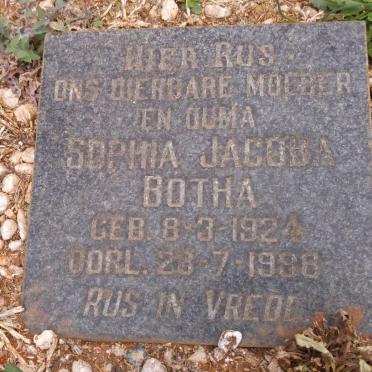 HIER RUS
ONS DIERBARE MOEDER
EN OUMA
SOPHIA JACOBA
BOTHA
GEB. 8-3-1924
OORL. 28-7-1988
RUS IN VREDE